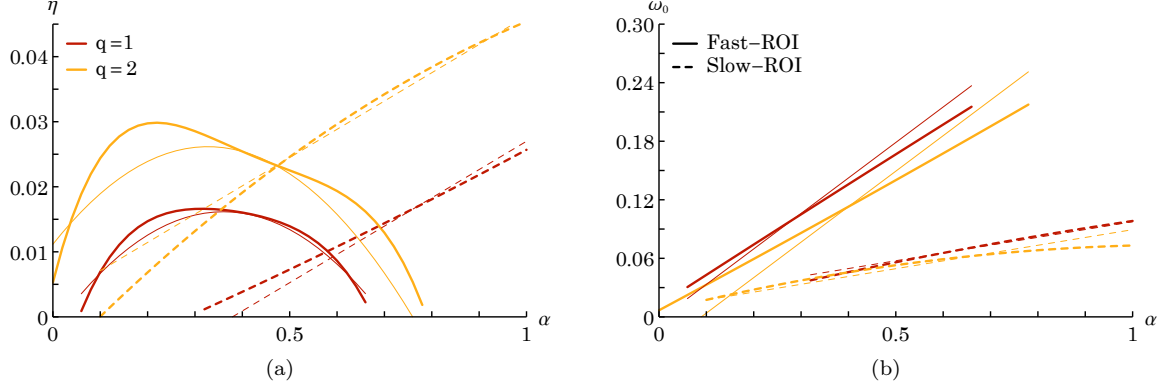 η
0.04
0.03
0.02
0.01
0
q=1
q=2
0
0.5
1
α
(a)
ω₀
0.30
0.24
0.18
0.12
0.06
0
Fast–ROI
Slow–ROI
0
0.5
1
α
(b)